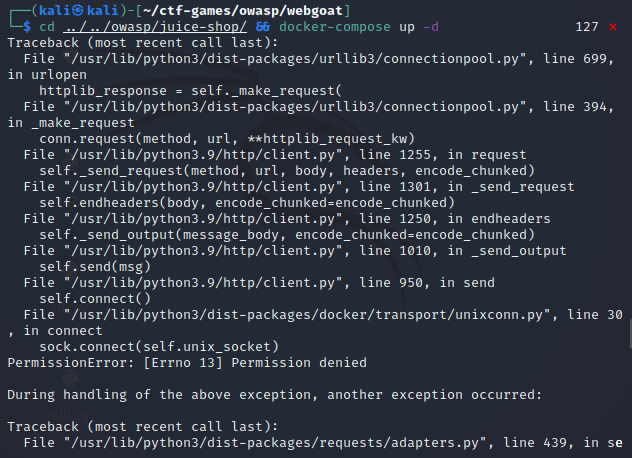 ┌──(kali㉿kali)-[~/ctf-games/owasp/webgoat]
└─$ cd ../../owasp/juice-shop/ && docker-compose up -d 127 ⨯
Traceback (most recent call last):
  File "/usr/lib/python3/dist-packages/urllib3/connectionpool.py", line 699,
in urlopen
    httplib_response = self._make_request(
  File "/usr/lib/python3/dist-packages/urllib3/connectionpool.py", line 394,
in _make_request
    conn.request(method, url, **httplib_request_kw)
  File "/usr/lib/python3.9/http/client.py", line 1255, in request
    self._send_request(method, url, body, headers, encode_chunked)
  File "/usr/lib/python3.9/http/client.py", line 1301, in _send_request
    self.endheaders(body, encode_chunked=encode_chunked)
  File "/usr/lib/python3.9/http/client.py", line 1250, in endheaders
    self._send_output(message_body, encode_chunked=encode_chunked)
  File "/usr/lib/python3.9/http/client.py", line 1010, in _send_output
    self.send(msg)
  File "/usr/lib/python3.9/http/client.py", line 950, in send
    self.connect()
  File "/usr/lib/python3/dist-packages/docker/transport/unixconn.py", line 30
, in connect
    sock.connect(self.unix_socket)
PermissionError: [Errno 13] Permission denied
During handling of the above exception, another exception occurred:
null.py
Traceback (most recent call last):
  File "/usr/lib/python3/dist-packages/requests/adapters.py", line 439, in se